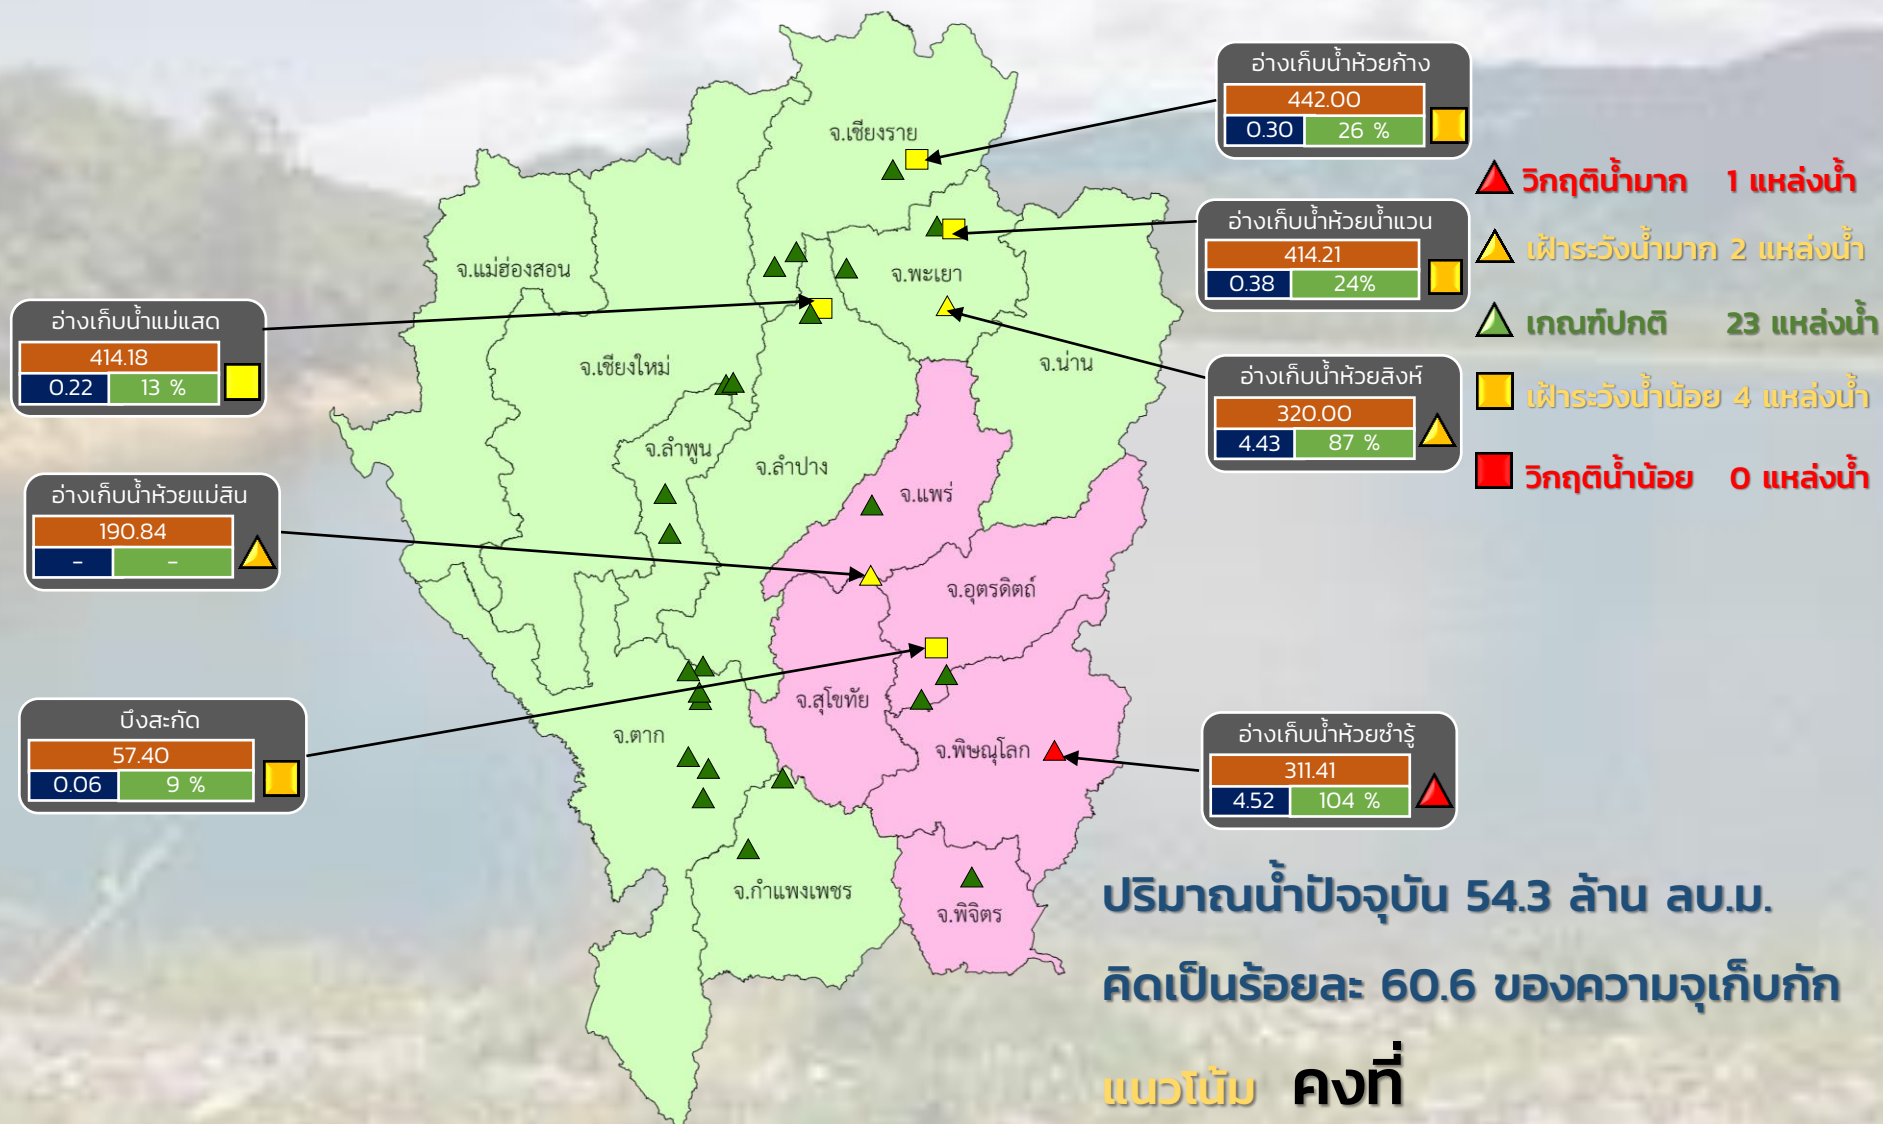 อ่างเก็บน้ำห้วยก้าง
442.00
0.30 26 %
วิกฤติน้ำมาก 1 แหล่งน้ำ
อ่างเก็บน้ำห้วยน้ำแวน
414.21
0.38 24%
เฝ้าระวังน้ำมาก 2 แหล่งน้ำ
เกณฑ์ปกติ 23 แหล่งน้ำ
อ่างเก็บน้ำห้วยสิงห์
320.00
4.43 87 %
เฝ้าระวังน้ำน้อย 4 แหล่งน้ำ
วิกฤติน้ำน้อย 0 แหล่งน้ำ
อ่างเก็บน้ำแม่แสด
414.18
0.22 13 %
อ่างเก็บน้ำห้วยแม่สิน
190.84
- -
บึงสะกัด
57.40
0.06 9 %
อ่างเก็บน้ำห้วยซำรู้
311.41
4.52 104 %
จ.เชียงราย
จ.แม่ฮ่องสอน
จ.พะเยา
จ.เชียงใหม่
จ.น่าน
จ.ลำพูน
จ.ลำปาง
จ.แพร่
จ.อุตรดิตถ์
จ.สุโขทัย
จ.ตาก
จ.พิษณุโลก
จ.กำแพงเพชร
จ.พิจิตร
ปริมาณน้ำปัจจุบัน 54.3 ล้าน ลบ.ม.
คิดเป็นร้อยละ 60.6 ของความจุเก็บกัก
แนวโน้ม คงที่